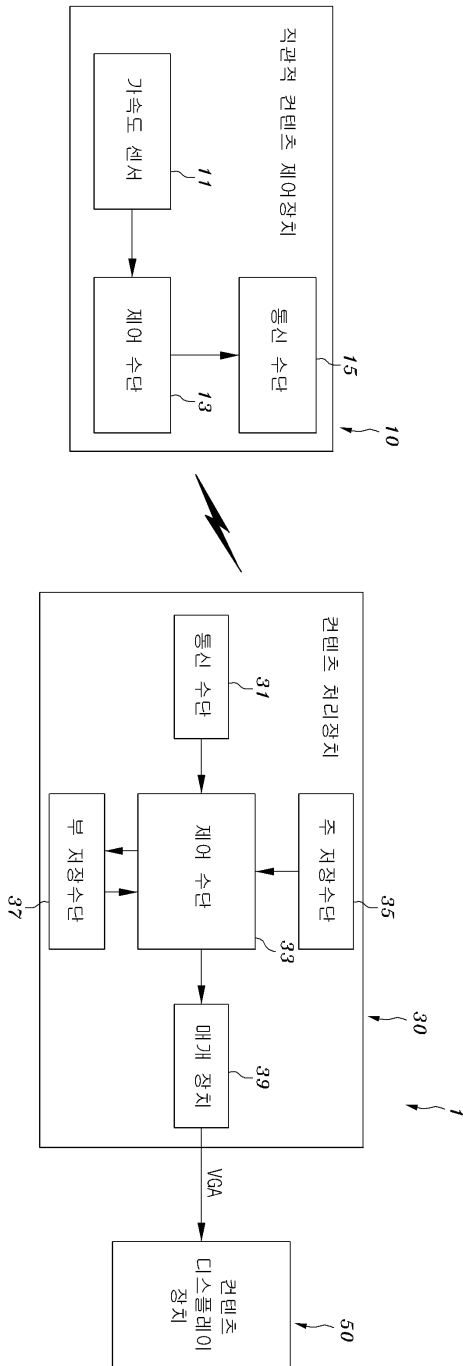 1
10
직관적 컨텐츠 제어장치
가속도 센서
11
제어 수단
13
통신 수단
15
30
컨텐츠 처리장치
통신 수단
31
제어 수단
33
주 저장수단
35
부 저장수단
37
매개 장치
39
VGA
50
컨텐츠
디스플레이
장치